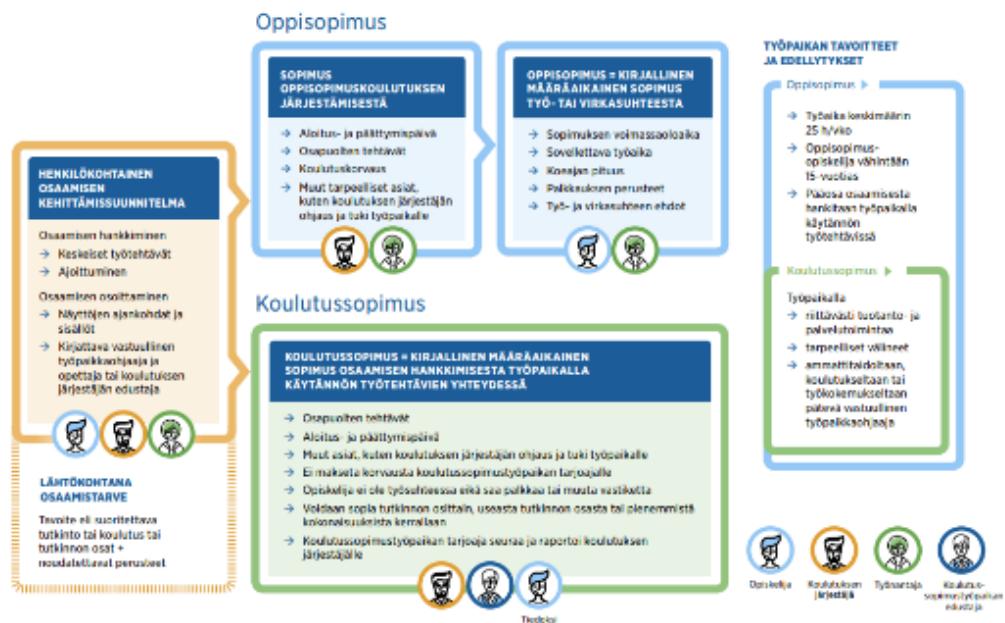 HENKILÖKOHTAINEN
OSAAMISEN
KEHITTÄMISSUUNNITELMA
Osaamisen hankkiminen
→ Keskeiset työtehtävät
→ Ajoittuminen
Osaamisen osoittaminen
→ Näyttöjen ajankohdat ja
sisällöt
→ Kirjattava vastuullinen
työpaikkaohjaaja ja
opettaja tai koulutuksen
järjestäjän edustaja
LÄHTÖKOHTANA
OSAAMISTARVE
Tavoite eli suoritettava
tutkinto tai koulutus tai
tutkinnon osat +
noudatettavat perusteet
Oppisopimus
SOPIMUS
OPPISOPIMUSKOULUTUKSEN
JÄRJESTÄMISESTÄ
→ Aloitus- ja päättymispäivä
→ Osapuolten tehtävät
→ Koulutuskorvaus
→ Muut tarpeelliset asiat,
kuten koulutuksen järjestäjän
ohjaus ja tuki työpaikalle
OPPISOPIMUS = KIRJALLINEN
MÄÄRÄAIKAINEN SOPIMUS
TYÖ- TAI VIRKASUHTEESTA
→ Sopimuksen voimassaoloaika
→ Sovellettava työaika
→ Koeajan pituus
→ Palkkauksen perusteet
→ Työ- ja virkasuhteen ehdot
Koulutussopimus
KOULUTUSSOPIMUS = KIRJALLINEN MÄÄRÄAIKAINEN
SOPIMUS OSAAMISEN HANKKIMISESTA TYÖPAIKALLA
KÄYTÄNNÖN TYÖTEHTÄVIEN YHTEYDESSÄ
→ Osapuolten tehtävät
→ Aloitus- ja päättymispäivä
→ Muut asiat, kuten koulutuksen järjestäjän ohjaus ja tuki työpaikalle
→ Ei makseta korvausta koulutussopimustyöpaikan tarjoajalle
→ Opiskelija ei ole työsuhteessa eikä saa palkkaa tai muuta vastiketta
→ Voidaan sopia tutkinnon osittain, useasta tutkinnon osasta tai pienemmistä
kokonaisuuksista kerrallaan
→ Koulutussopimustyöpaikan tarjoaja seuraa ja raportoi koulutuksen
järjestäjälle
Tiedoksi
TYÖPAIKAN TAVOITTEET
JA EDELLYTYKSET
Oppisopimus
→ Työaika keskimäärin
25 h/vko
→ Oppisopimus-
opiskelija vähintään
15-vuotias
→ Pääosa osaamisesta
hankitaan työpaikalla
käytännön
työtehtävissä
Koulutussopimus
Työpaikalla
→ riittävästi tuotanto- ja
palvelutoimintaa
→ tarpeelliset välineet
→ ammattitaidoltaan,
koulutukseltaan tai
työkokemukseltaan
pätevä vastuullinen
työpaikkaohjaaja
Opiskelija
Koulutuksen
järjestäjä
Työnantaja
Koulutus-
sopimustyöpaikan
edustaja